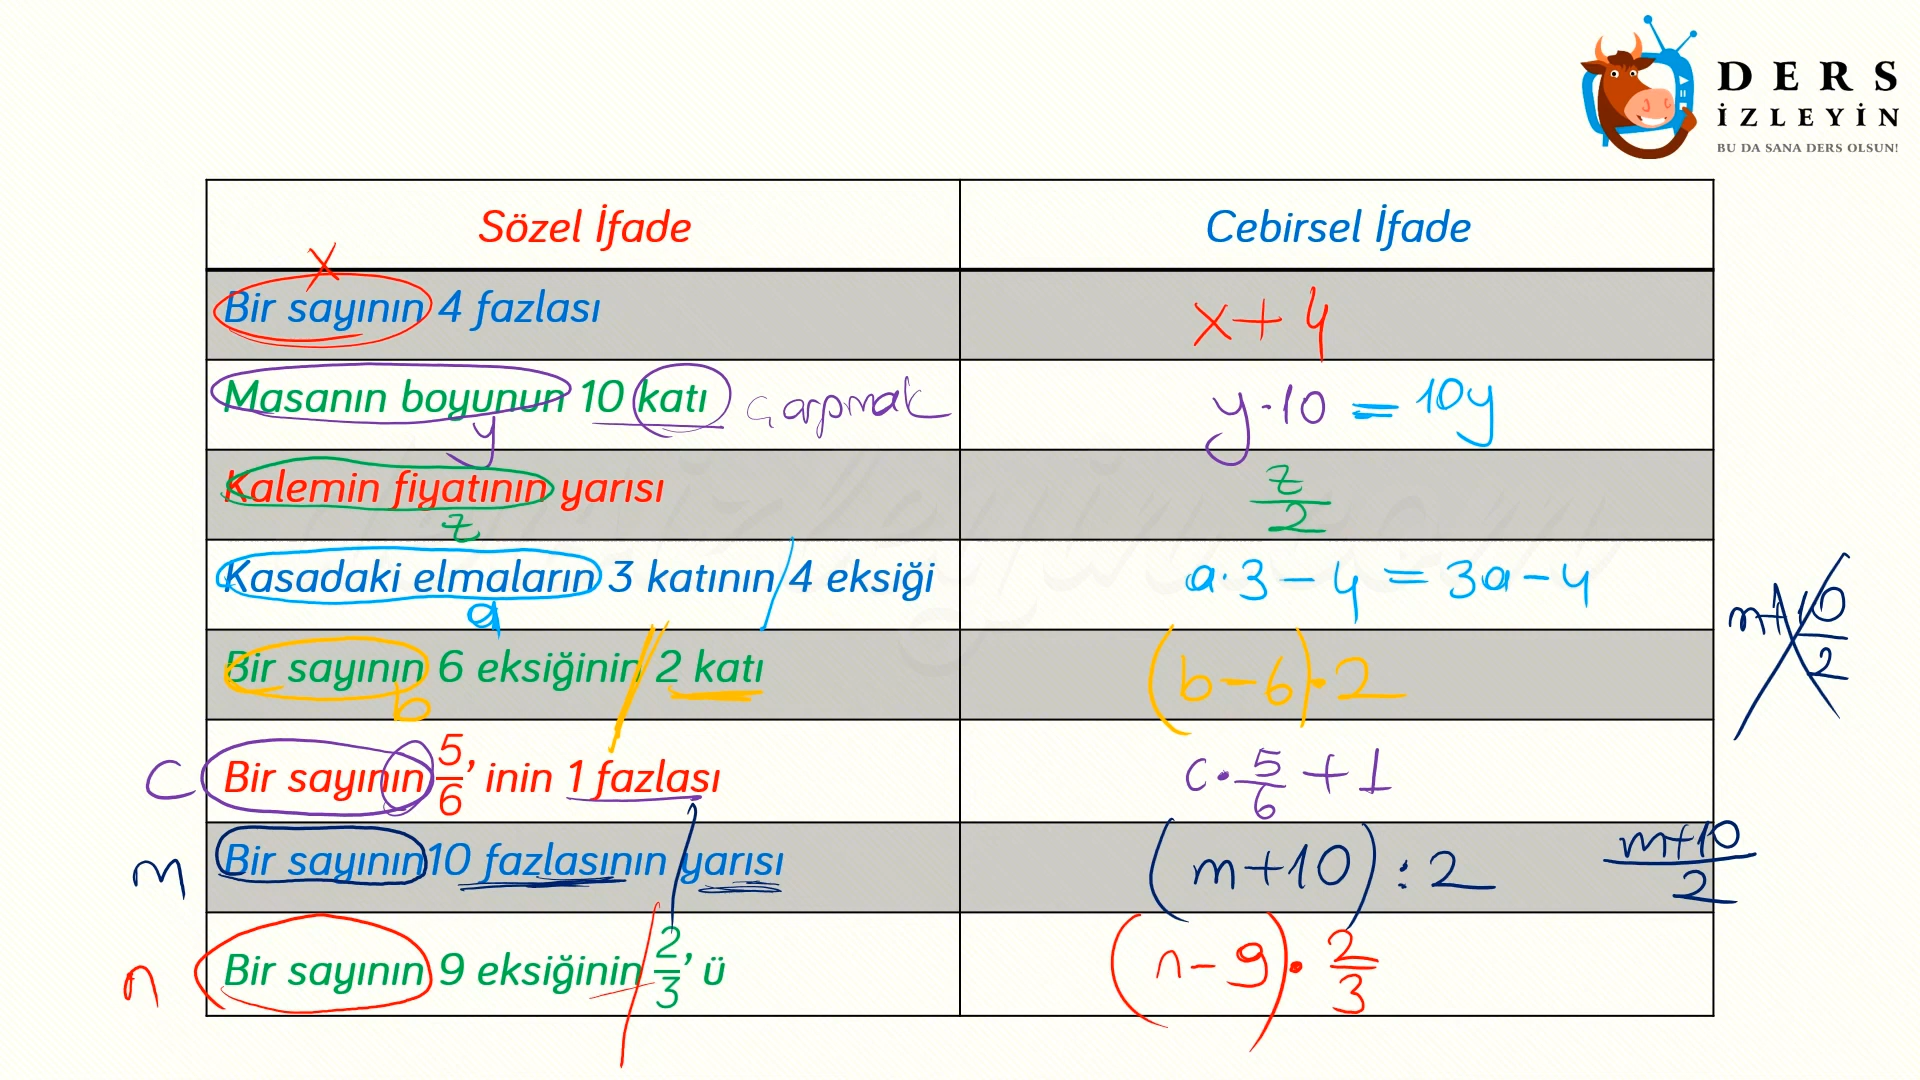 DERS
İZLEYİN
BU DA SANA DERS OLSUN!
Sözel İfade
Cebirsel İfade
x
Bir sayının 4 fazlası
x + 4
Masanın boyunun 10 katı çarpmak
y
y · 10 = 10y
Kalemin fiyatının yarısı
z
z/2
Kasadaki elmaların 3 katının / 4 eksiği
a
a · 3 − 4 = 3a − 4
m+10/2
Bir sayının 6 eksiğinin / 2 katı
b
(b − 6) · 2
c
Bir sayının 5/6’ inin 1 fazlası
c · 5/6 + 1
m
Bir sayının 10 fazlasının / yarısı
(m + 10) : 2
m+10/2
n
Bir sayının 9 eksiğinin / 2/3’ ü
(n − 9) · 2/3